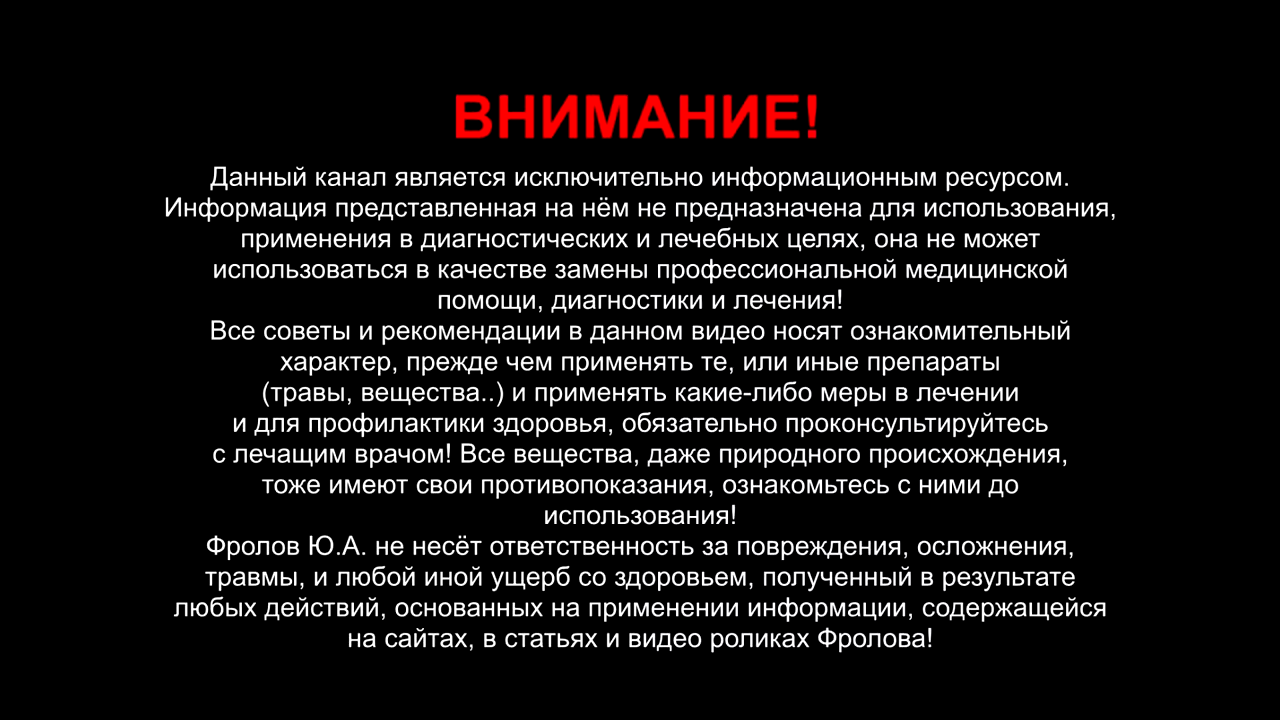 ВНИМАНИЕ!
Данный канал является исключительно информационным ресурсом.
Информация представленная на нём не предназначена для использования,
применения в диагностических и лечебных целях, она не может
использоваться в качестве замены профессиональной медицинской
помощи, диагностики и лечения!
Все советы и рекомендации в данном видео носят ознакомительный
характер, прежде чем применять те, или иные препараты
(травы, вещества..) и применять какие-либо меры в лечении
и для профилактики здоровья, обязательно проконсультируйтесь
с лечащим врачом! Все вещества, даже природного происхождения,
тоже имеют свои противопоказания, ознакомьтесь с ними до
использования!
Фролов Ю.А. не несёт ответственность за повреждения, осложнения,
травмы, и любой иной ущерб со здоровьем, полученный в результате
любых действий, основанных на применении информации, содержащейся
на сайтах, в статьях и видео роликах Фролова!